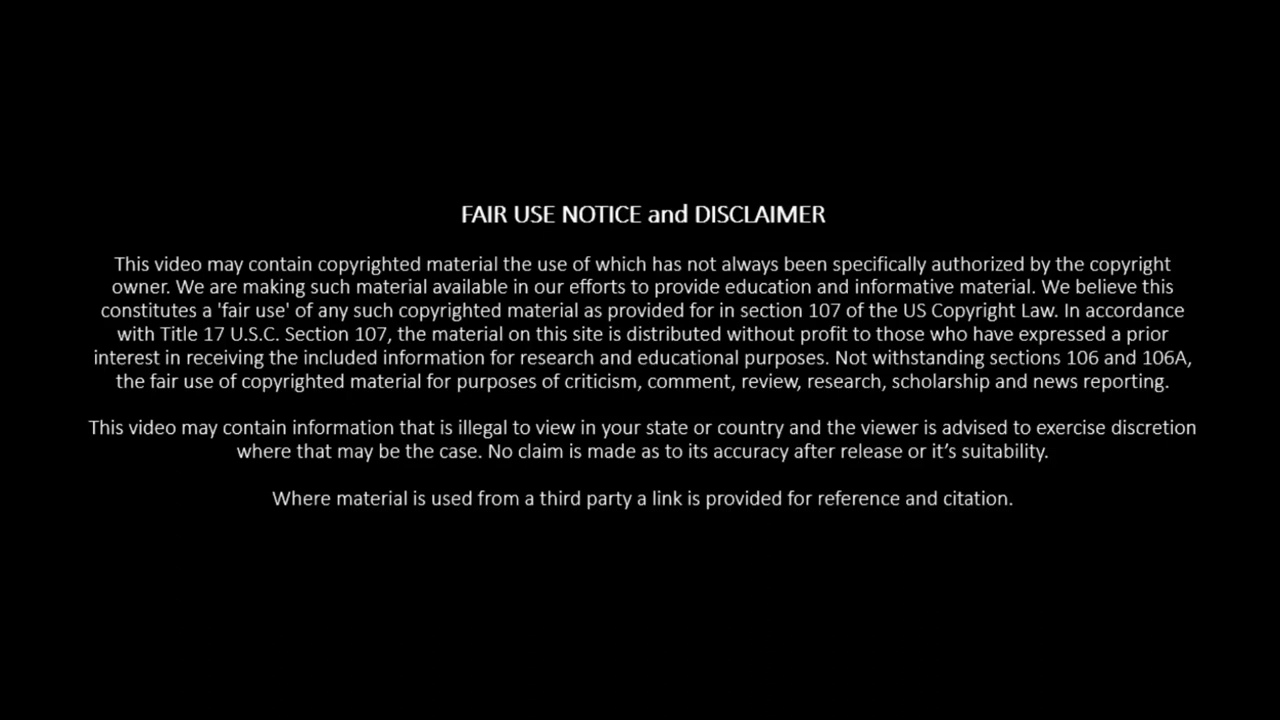 FAIR USE NOTICE and DISCLAIMER
This video may contain copyrighted material the use of which has not always been specifically authorized by the copyright
owner. We are making such material available in our efforts to provide education and informative material. We believe this
constitutes a 'fair use' of any such copyrighted material as provided for in section 107 of the US Copyright Law. In accordance
with Title 17 U.S.C. Section 107, the material on this site is distributed without profit to those who have expressed a prior
interest in receiving the included information for research and educational purposes. Not withstanding sections 106 and 106A,
the fair use of copyrighted material for purposes of criticism, comment, review, research, scholarship and news reporting.
This video may contain information that is illegal to view in your state or country and the viewer is advised to exercise discretion
where that may be the case. No claim is made as to its accuracy after release or it’s suitability.
Where material is used from a third party a link is provided for reference and citation.